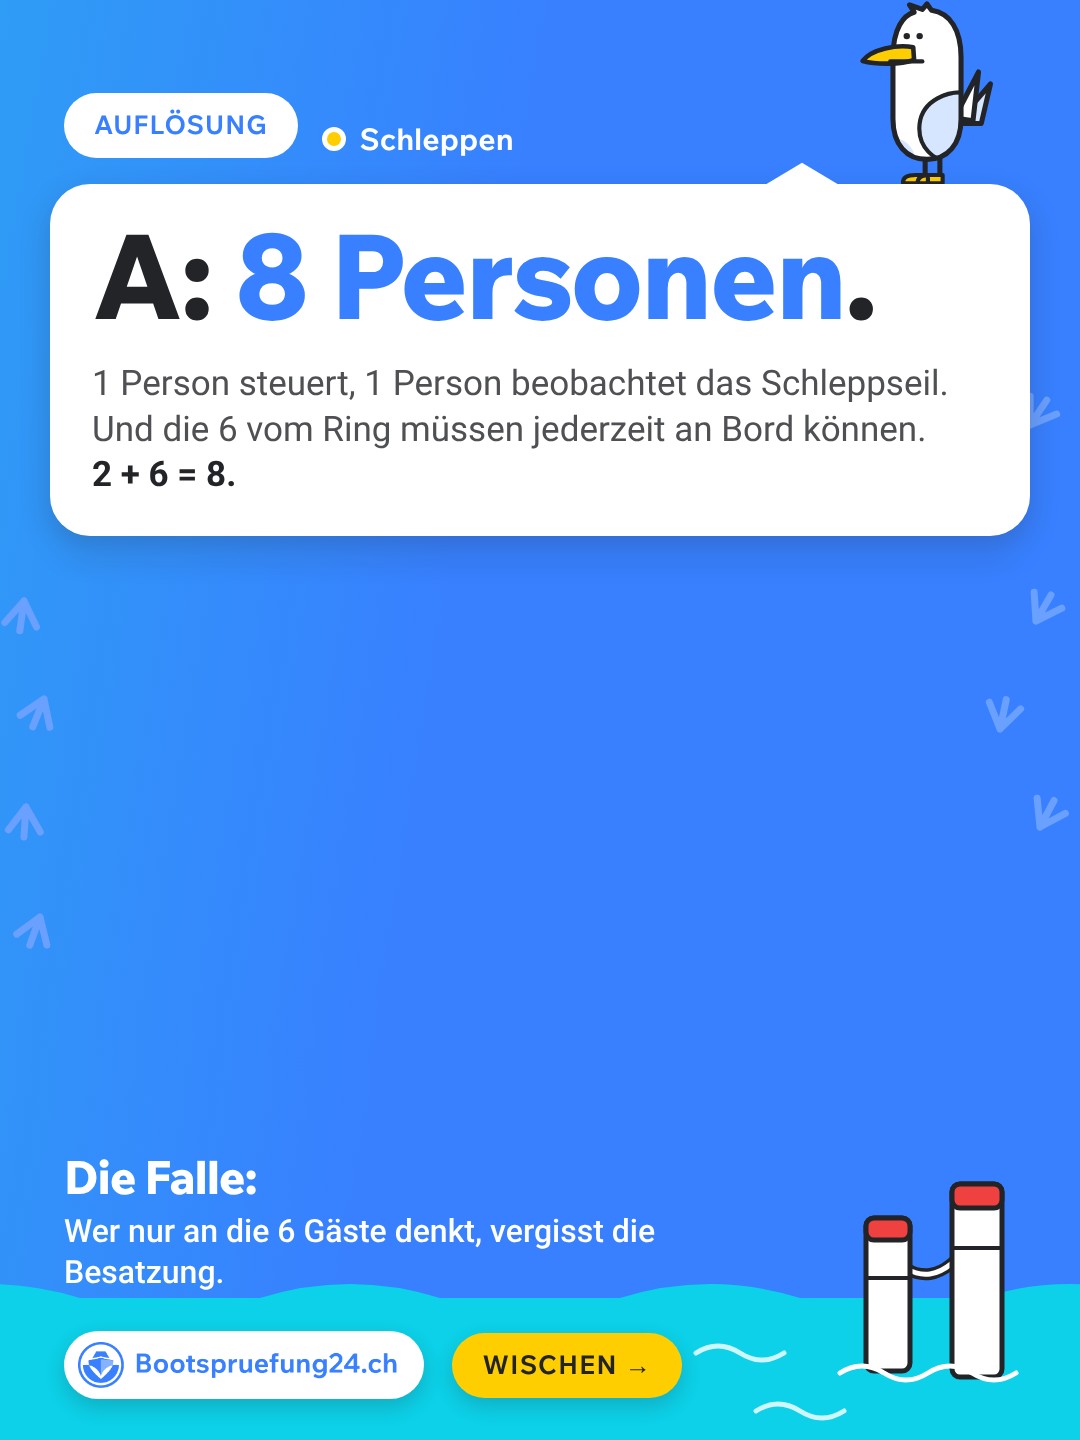 AUFLÖSUNG
Schleppen
A: 8 Personen.
1 Person steuert, 1 Person beobachtet das Schleppseil.
Und die 6 vom Ring müssen jederzeit an Bord können.
2 + 6 = 8.
Die Falle:
Wer nur an die 6 Gäste denkt, vergisst die
Besatzung.
Bootspruefung24.ch
WISCHEN →